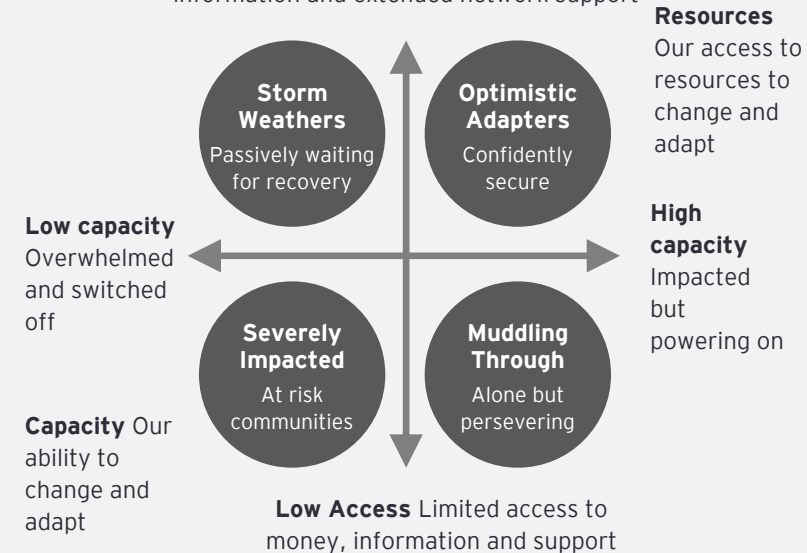 information and extended network support
Resources
Our access to
resources to
change and
adapt
Storm
Weathers
Passively waiting
for recovery
Optimistic
Adapters
Confidently
secure
Low capacity
Overwhelmed
and switched
off
High
capacity
Impacted
but
powering on
Severely
Impacted
At risk
communities
Muddling
Through
Alone but
persevering
Capacity Our
ability to
change and
adapt
Low Access Limited access to
money, information and support